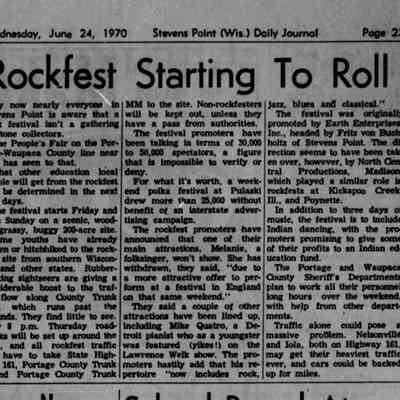 dnesday, June 24, 1970 Stevens Point (Wis.) Daily Journal Page 23
Rockfest Starting To Roll
y now nearly everyone in
ens Point is aware that a
festival isn't a gathering
tone collectors.
e People's Fair on the Por-
-Waupaca County line near
has seen to that.
hat other education local
le will get from the rockfest
be determined in the next
days.
e festival starts Friday and
Sunday on a scenic, wood-
grassy, buggy 200-acre site.
me youths have already
n or hitchhiked to the rock-
site from southern Wiscon-
nd other states. Rubber-
ng sightseers are giving a
iderable boost to the traf-
flow along County Trunk
which runs past the
nds. They find little to see.
8 p.m. Thursday road-
ks will be set up around the
and all rockfest traffic
have to take State High-
161, Portage County Trunk
d Portage County Trunk
MM to the site. Non-rockfesters
will be kept out, unless they
have a pass from authorities.
The festival promoters have
been talking in terms of 30,000
to 50,000 spectators, a figure
that is impossible to verify or
deny.
For what it's worth, a week-
end polka festival at Pulaski
drew more than 25,000 without
benefit of an interstate adver-
tising campaign.
The rockfest promoters have
announced that one of their
main attractions, Melanie, a
folksinger, won't show. She has
withdrawn, they said, "due to
a more attractive offer to per-
form at a festival in England
on that same weekend."
They said a couple of other
attractions have been lined up,
including Mike Quatro, a De-
troit pianist who as a youngster
was featured (yikes!) on the
Lawrence Welk show. The pro-
moters hastily add that his re-
pertoire "now includes rock,
jazz, blues and classical."
The festival was originally
promoted by Earth Enterprises
Inc., headed by Fritz von Buch-
holtz of Stevens Point. The di-
rection seems to have been tak-
en over, however, by North Cen-
tral Productions, Madison
which played a similar role in
rockfests at Kickapoo Creek
Ill., and Poynette.
In addition to three days of
music, the festival is to include
Indian dancing, with the pro-
moters promising to give some
of their profits to an Indian ed-
ucation fund.
The Portage and Waupaca
County Sheriff's Departments
plan to work all their personnel
long hours over the weekend,
with help from other depart-
ments.
Traffic alone could pose a
massive problem. Nelsonville
and Iola, both on Highway 161,
may get their heaviest traffic
ever, and cars could be backed
up for miles.